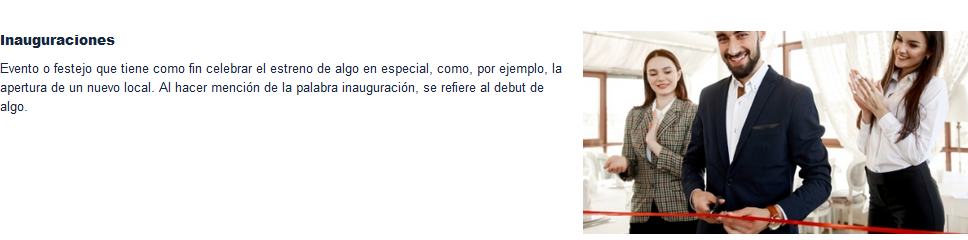 Inauguraciones
Evento o festejo que tiene como fin celebrar el estreno de algo en especial, como, por ejemplo, la
apertura de un nuevo local. Al hacer mención de la palabra inauguración, se refiere al debut de
algo.